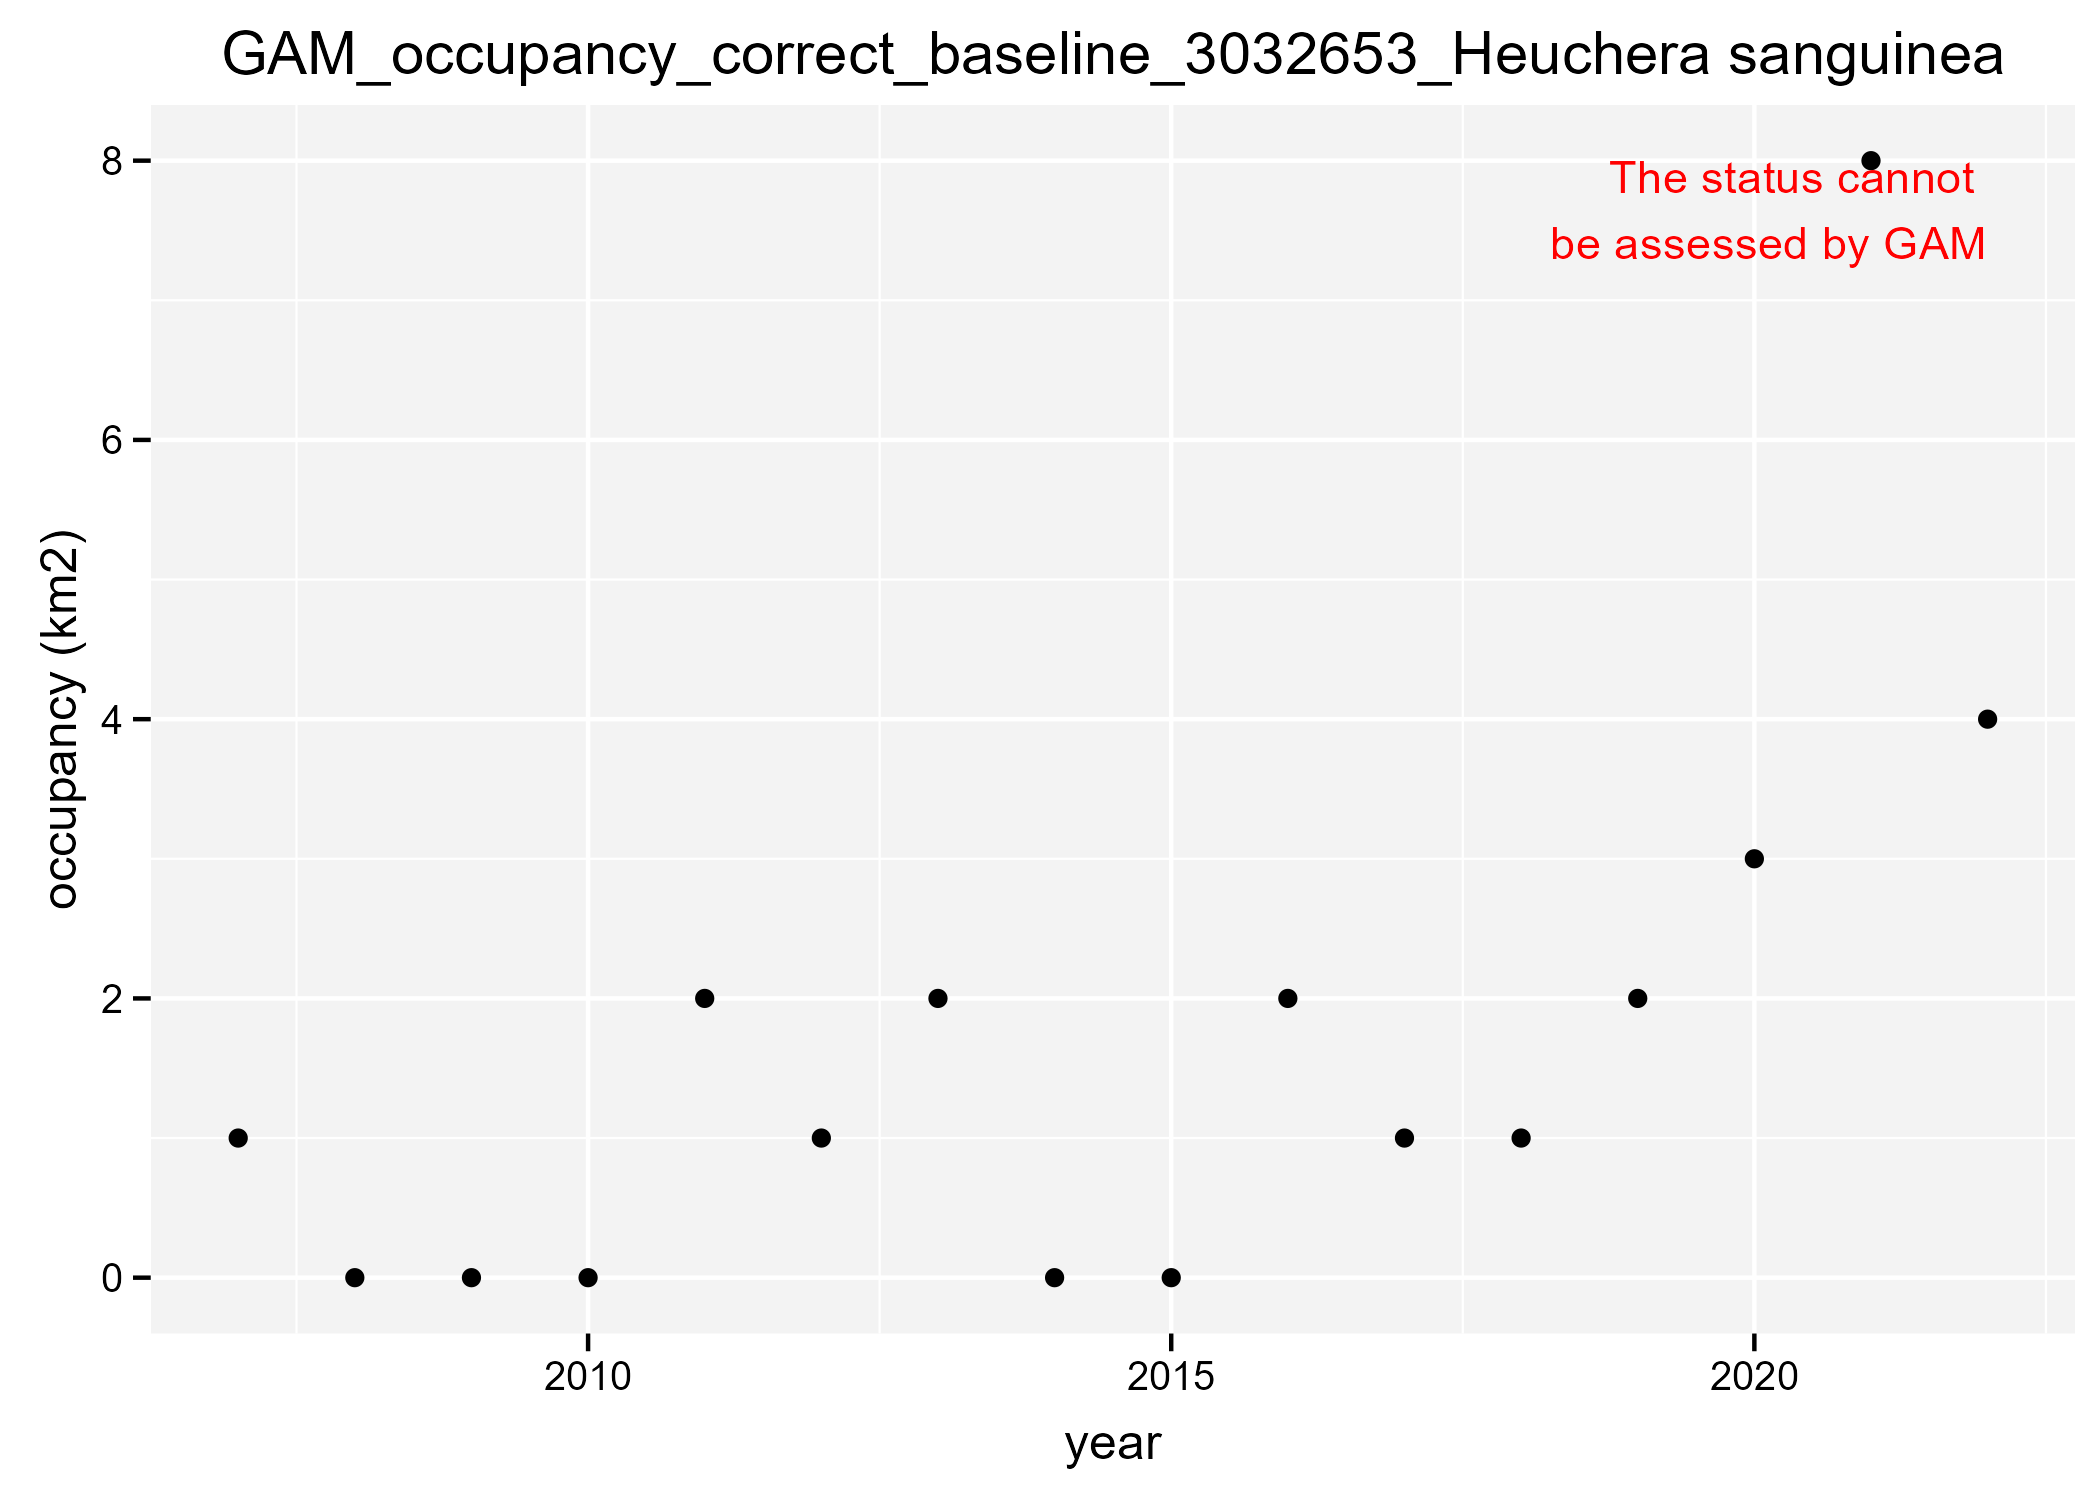 GAM_occupancy_correct_baseline_3032653_Heuchera sanguinea
The status cannot
be assessed by GAM
8
6
4
2
0
occupancy (km2)
2010
2015
2020
year